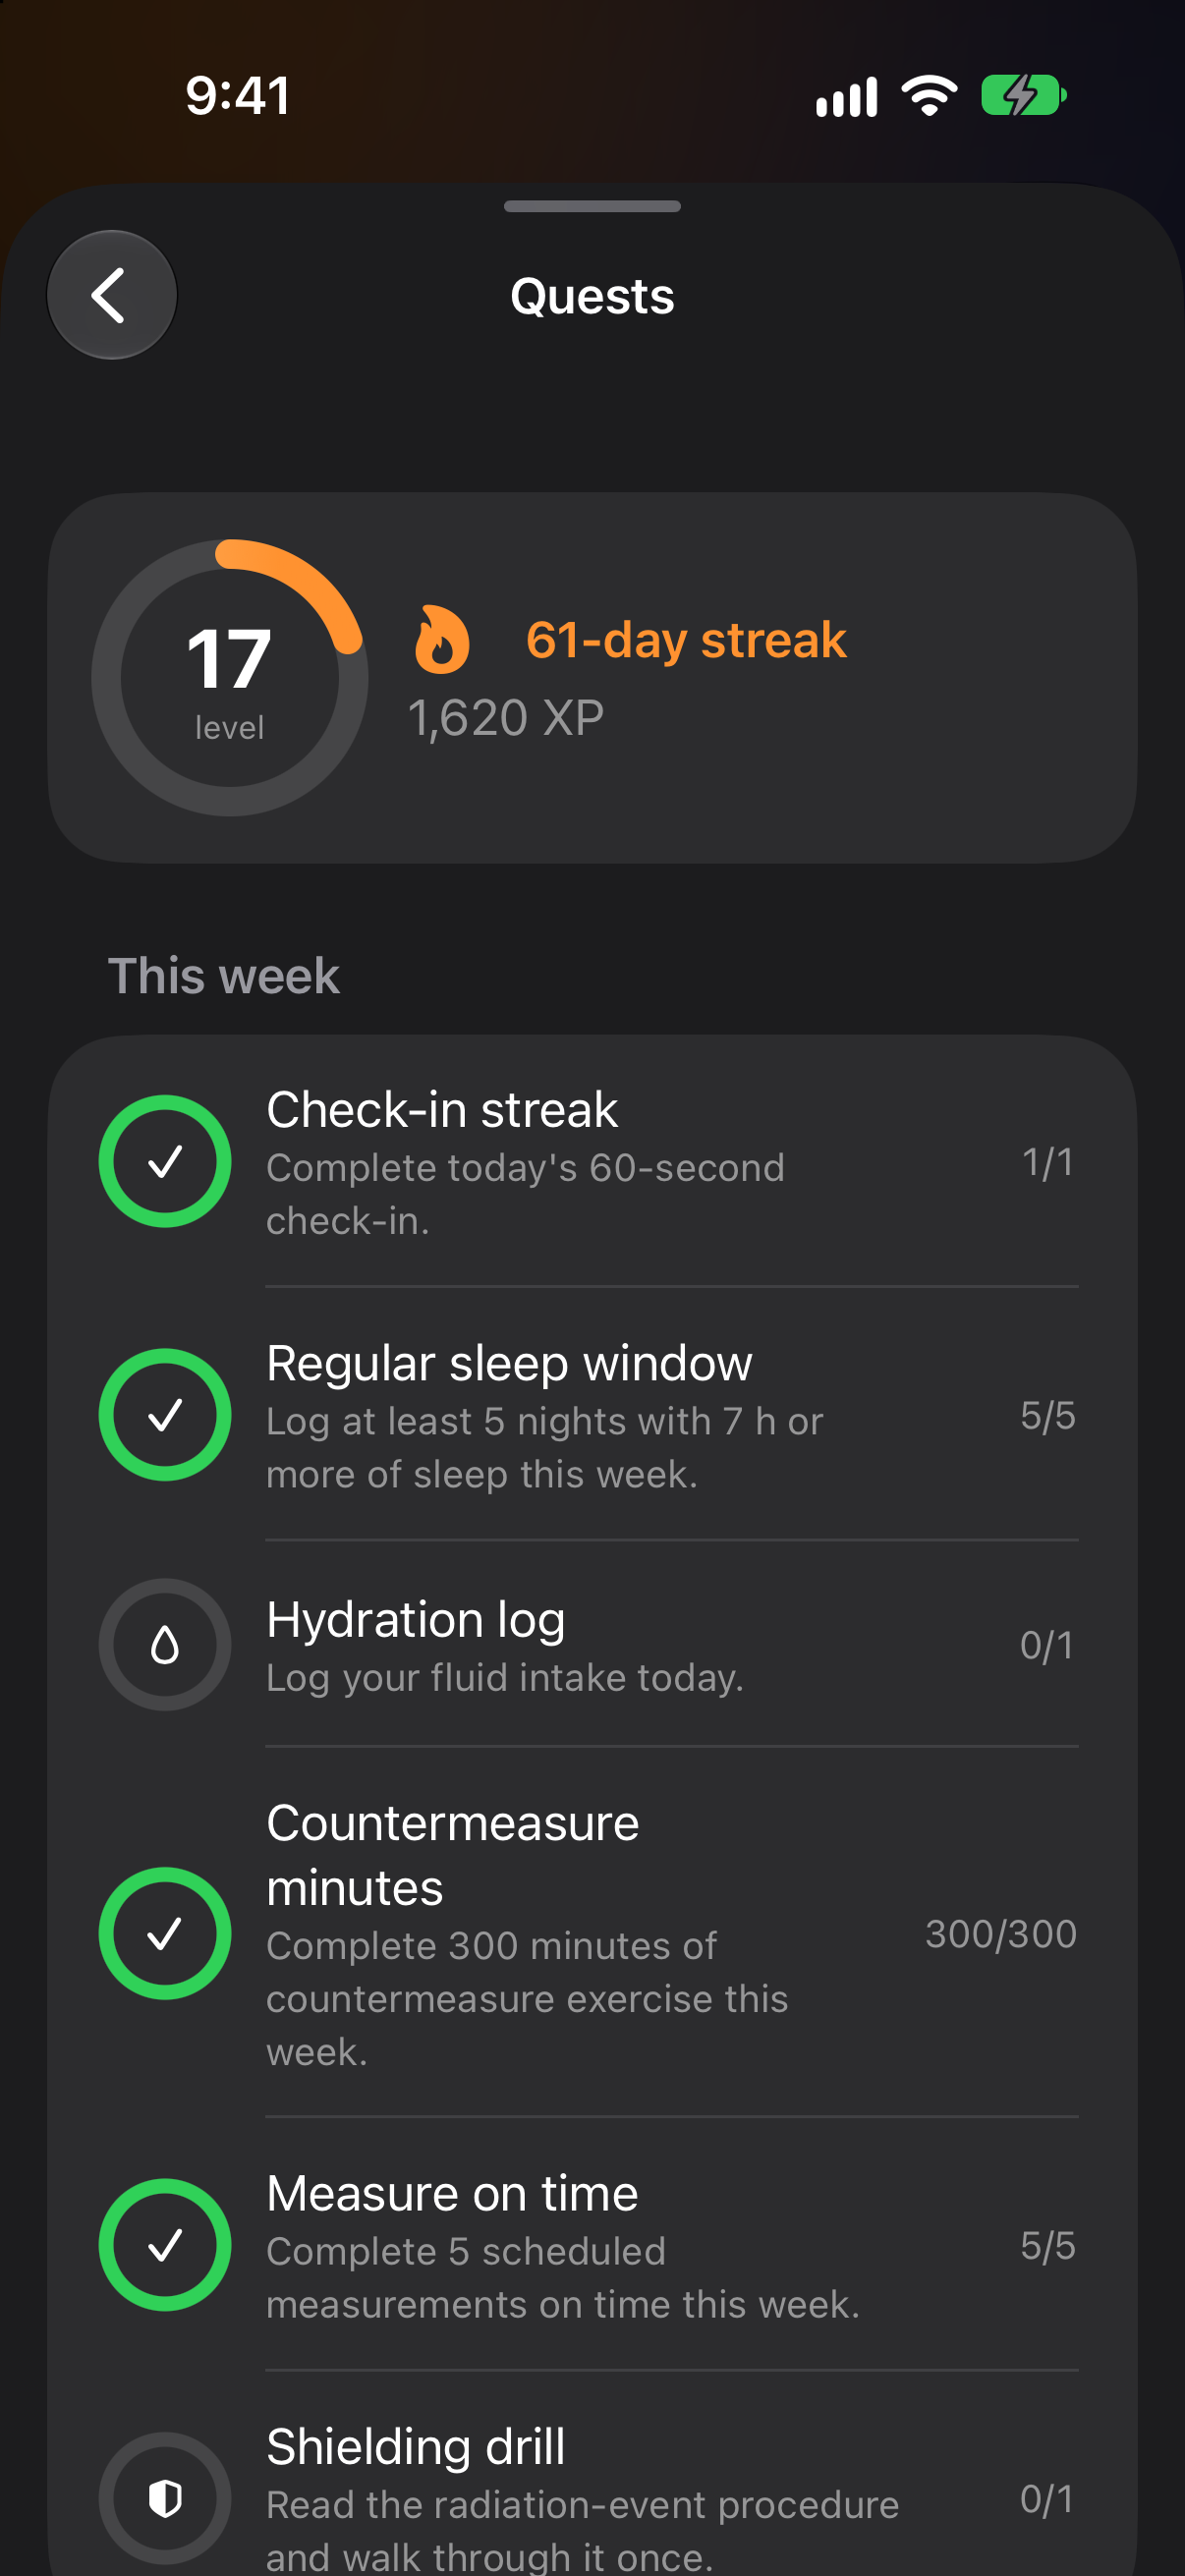 9:41
Quests
17
level
61-day streak
1,620 XP
This week
Check-in streak
Complete today's 60-second
check-in.
1/1
Regular sleep window
Log at least 5 nights with 7 h or
more of sleep this week.
5/5
Hydration log
Log your fluid intake today.
0/1
Countermeasure
minutes
Complete 300 minutes of
countermeasure exercise this
week.
300/300
Measure on time
Complete 5 scheduled
measurements on time this week.
5/5
Shielding drill
Read the radiation-event procedure
and walk through it once.
0/1